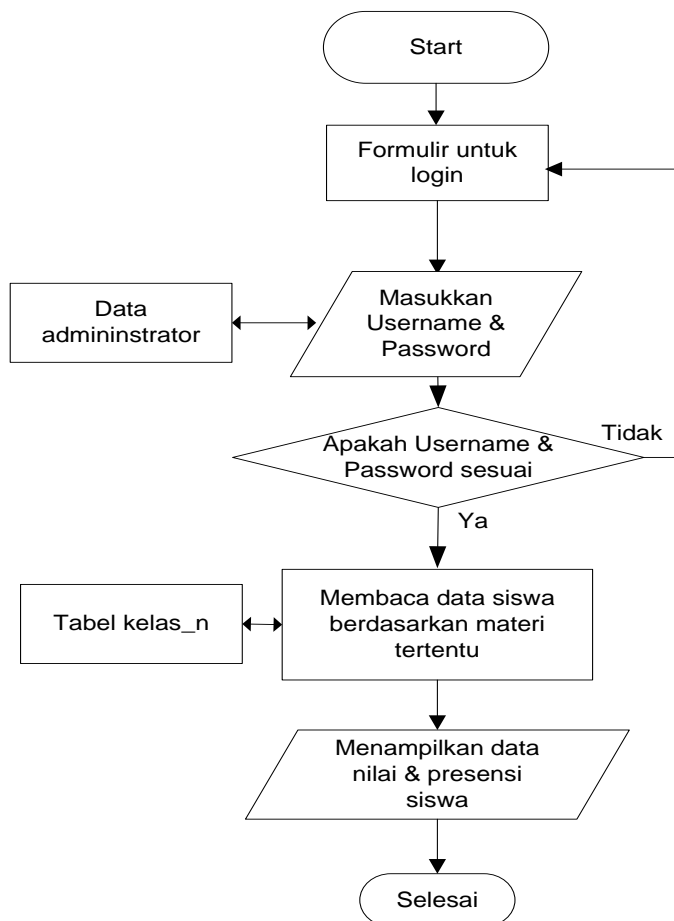 Start
Formulir untuk
login
Data
admininstrator
Masukkan
Username &
Password
Apakah Username &
Password sesuai
Tidak
Ya
Tabel kelas_n
Membaca data siswa
berdasarkan materi
tertentu
Menampilkan data
nilai & presensi
siswa
Selesai